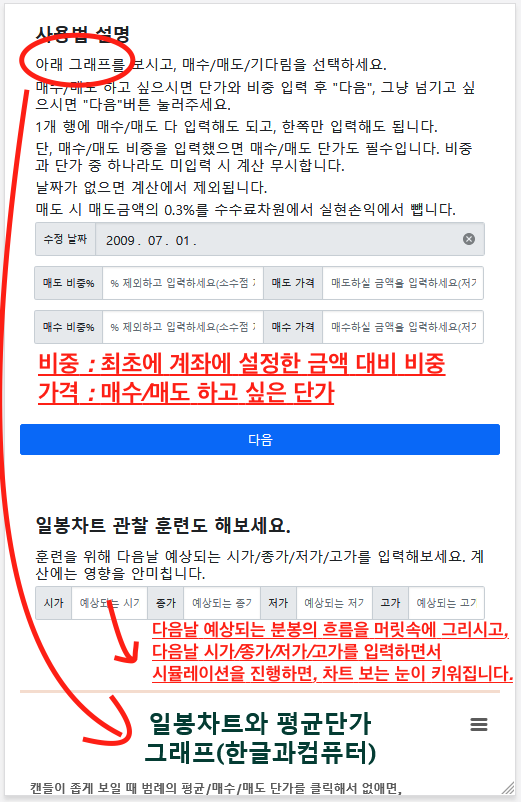 사용법 설명
아래 그래프를 보시고, 매수/매도/기다림을 선택하세요.
매수/매도 하고 싶으시면 단가와 비중 입력 후 "다음", 그냥 넘기고 싶
으시면 "다음"버튼 눌러주세요.
1개 행에 매수/매도 다 입력해도 되고, 한쪽만 입력해도 됩니다.
단, 매수/매도 비중을 입력했으면 매수/매도 단가도 필수입니다. 비중
과 단가 중 하나라도 미입력 시 계산 무시합니다.
날짜가 없으면 계산에서 제외됩니다.
매도 시 매도금액의 0.3%를 수수료차원에서 실현손익에서 뺍니다.
수정 날짜 2009. 07. 01.
매도 비중% % 제외하고 입력하세요(소수점 매도 가격 매도하실 금액을 입력하세요(저가
매수 비중% % 제외하고 입력하세요(소수점 매수 가격 매수하실 금액을 입력하세요(저가
비중 : 최초에 계좌에 설정한 금액 대비 비중
가격 : 매수/매도 하고 싶은 단가
다음
일봉차트 관찰 훈련도 해보세요.
훈련을 위해 다음날 예상되는 시가/종가/저가/고가를 입력해보세요. 계
산에는 영향을 안미칩니다.
시가 예상되는 시가 종가 예상되는 종가 저가 예상되는 저가 고가 예상되는 고가
다음날 예상되는 분봉의 흐름을 머릿속에 그리시고,
다음날 시가/종가/저가/고가를 입력하면서
시뮬레이션을 진행하면, 차트 보는 눈이 키워집니다.
일봉차트와 평균단가
그래프(한글과컴퓨터)
캔들이 좁게 보일 때 범례의 평균/매수/매도 단가를 클릭해서 없애면,